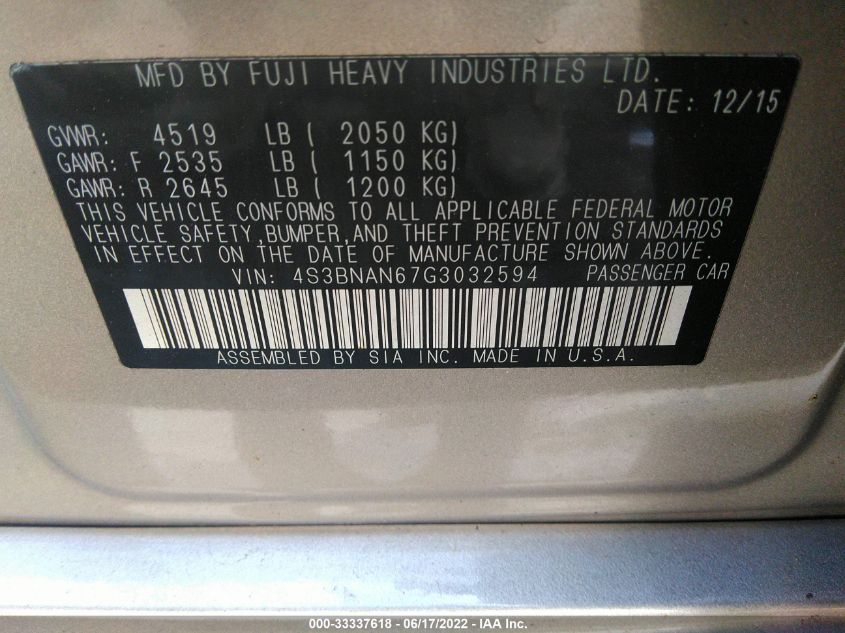 MFD BY FUJI HEAVY INDUSTRIES LTD.
DATE: 12/15
GVWR: 4519 LB ( 2050 KG)
GAWR: F 2535 LB ( 1150 KG)
GAWR: R 2645 LB ( 1200 KG)
THIS VEHICLE CONFORMS TO ALL APPLICABLE FEDERAL MOTOR
VEHICLE SAFETY,BUMPER,AND THEFT PREVENTION STANDARDS
IN EFFECT ON THE DATE OF MANUFACTURE SHOWN ABOVE.
VIN: 4S3BNAN67G3032594 PASSENGER CAR
ASSEMBLED BY SIA INC. MADE IN U.S.A.
000-33337618 - 06/17/2022 - IAA Inc.